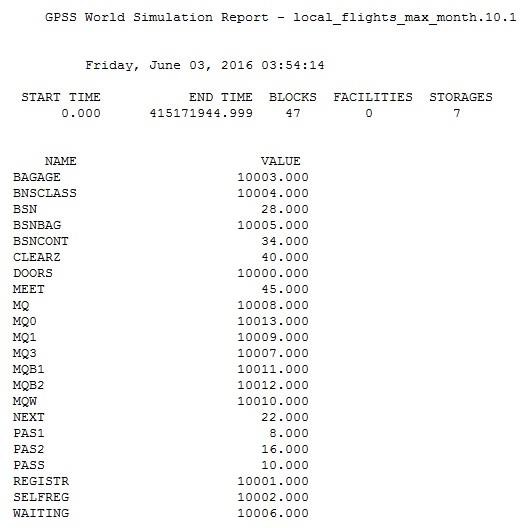 GPSS World Simulation Report - local_flights_max_month.10.1
Friday, June 03, 2016 03:54:14
START TIME END TIME BLOCKS FACILITIES STORAGES
0.000 415171944.999 47 0 7
NAME VALUE
BAGAGE 10003.000
BNSCLASS 10004.000
BSN 28.000
BSNBAG 10005.000
BSNCONT 34.000
CLEARZ 40.000
DOORS 10000.000
MEET 45.000
MQ 10008.000
MQ0 10013.000
MQ1 10009.000
MQ3 10007.000
MQB1 10011.000
MQB2 10012.000
MQW 10010.000
NEXT 22.000
PAS1 8.000
PAS2 16.000
PASS 10.000
REGISTR 10001.000
SELFREG 10002.000
WAITING 10006.000